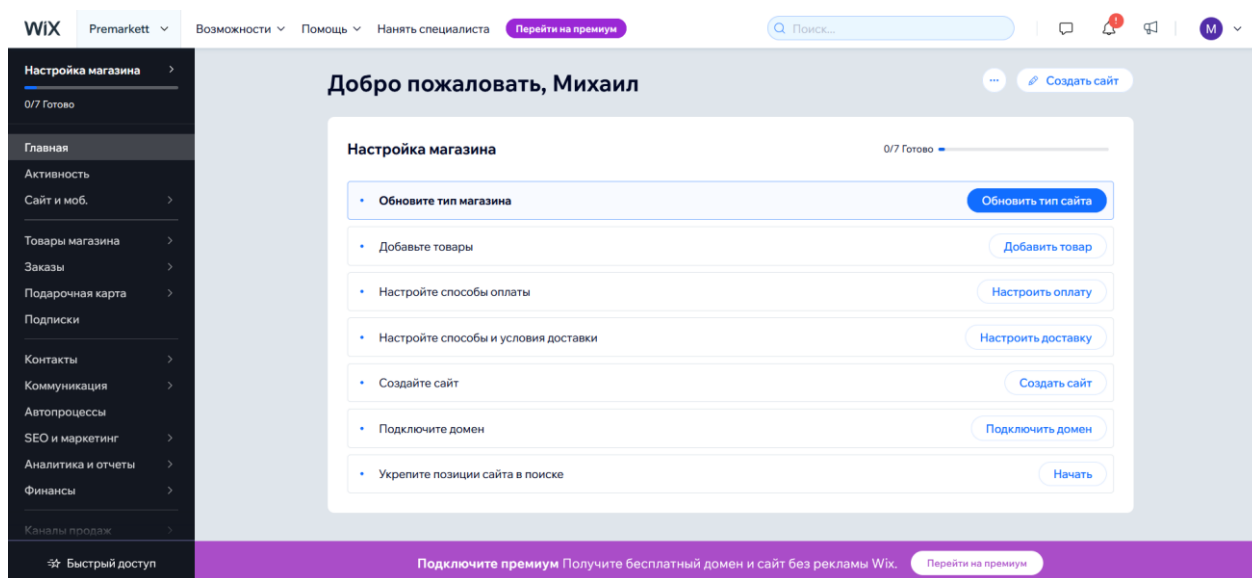 WiX Premarkett Возможности Помощь Нанять специалиста Перейти на премиум Поиск... M
Настройка магазина
0/7 Готово
Главная
Активность
Сайт и моб.
Товары магазина
Заказы
Подарочная карта
Подписки
Контакты
Коммуникация
Автопроцессы
SEO и маркетинг
Аналитика и отчеты
Финансы
Каналы продаж
Быстрый доступ
Добро пожаловать, Михаил
Создать сайт
Настройка магазина 0/7 Готово
Обновите тип магазина Обновить тип сайта
Добавьте товары Добавить товар
Настройте способы оплаты Настроить оплату
Настройте способы и условия доставки Настроить доставку
Создайте сайт Создать сайт
Подключите домен Подключить домен
Укрепите позиции сайта в поиске Начать
Подключите премиум Получите бесплатный домен и сайт без рекламы Wix. Перейти на премиум